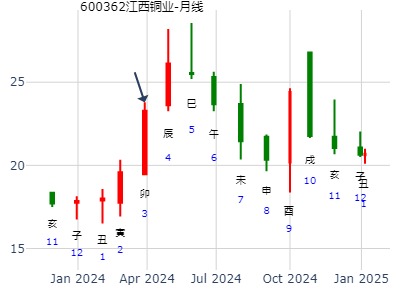 600362江西铜业-月线
25
20
15
亥
11
子
12
丑
1
寅
2
卯
3
辰
4
巳
5
午
6
未
7
申
8
酉
9
戌
10
亥
11
子
12
丑
1
Jan 2024
Apr 2024
Jul 2024
Oct 2024
Jan 2025